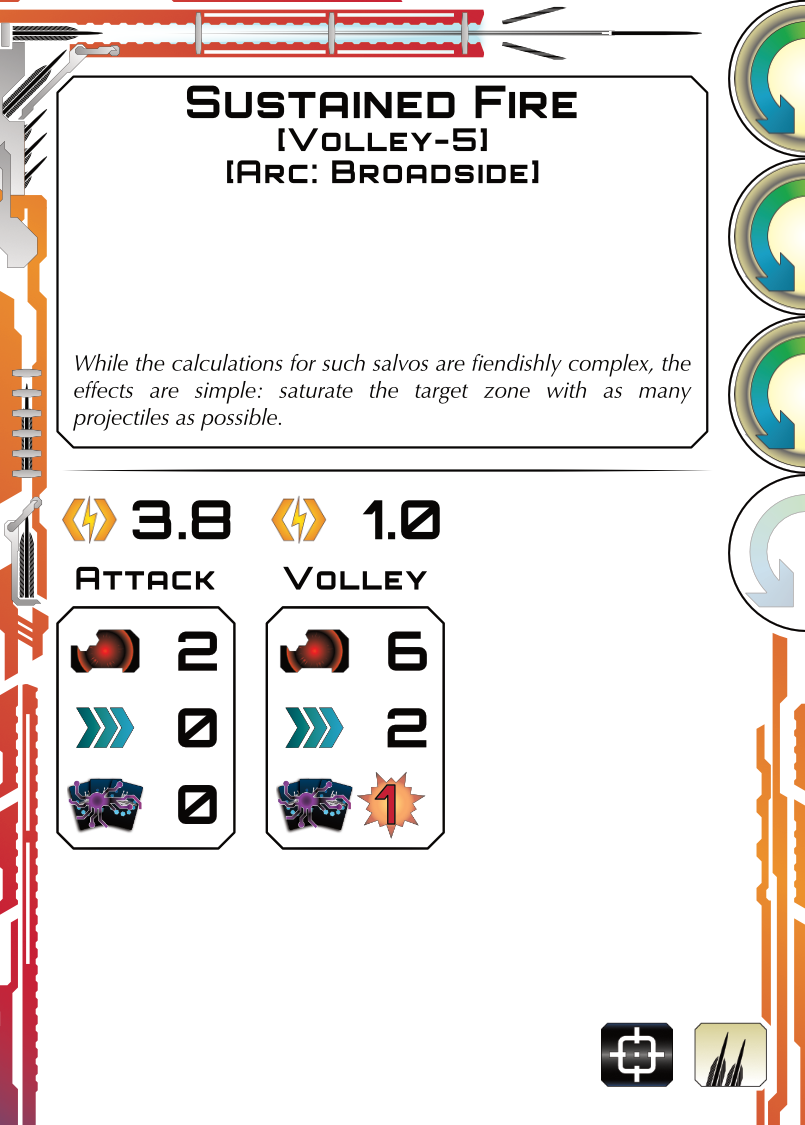 Sustained Fire
[Volley-5]
[Arc: Broadside]
While the calculations for such salvos are fiendishly complex, the
effects are simple: saturate the target zone with as many
projectiles as possible.
3.8 1.0
Attack Volley
2 6
0 2
0 1